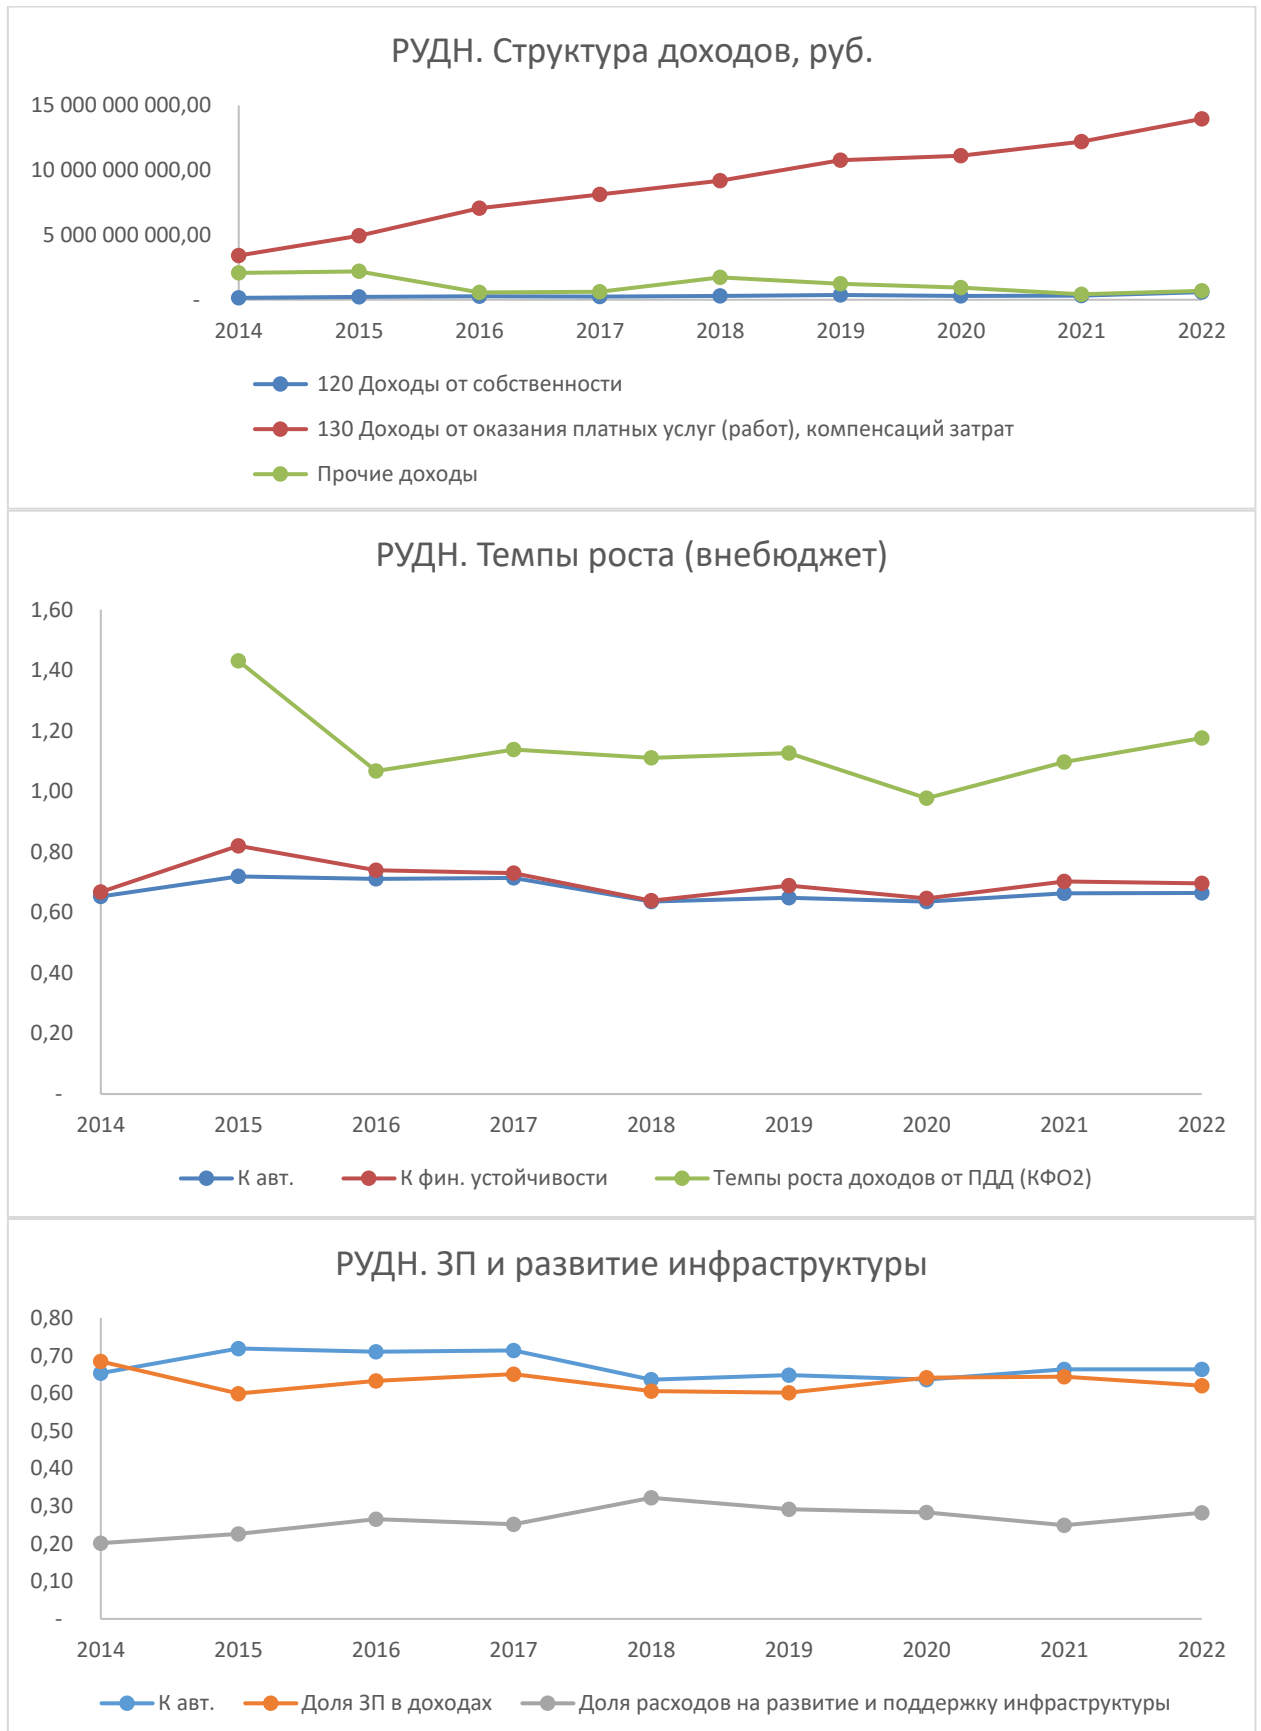 РУДН. Структура доходов, руб.
15 000 000 000,00
10 000 000 000,00
5 000 000 000,00
-
2014 2015 2016 2017 2018 2019 2020 2021 2022
120 Доходы от собственности
130 Доходы от оказания платных услуг (работ), компенсаций затрат
Прочие доходы
РУДН. Темпы роста (внебюджет)
1,60
1,40
1,20
1,00
0,80
0,60
0,40
0,20
-
2014 2015 2016 2017 2018 2019 2020 2021 2022
К авт. К фин. устойчивости Темпы роста доходов от ПДД (КФО2)
РУДН. ЗП и развитие инфраструктуры
0,80
0,70
0,60
0,50
0,40
0,30
0,20
0,10
-
2014 2015 2016 2017 2018 2019 2020 2021 2022
К авт. Доля ЗП в доходах Доля расходов на развитие и поддержку инфраструктуры